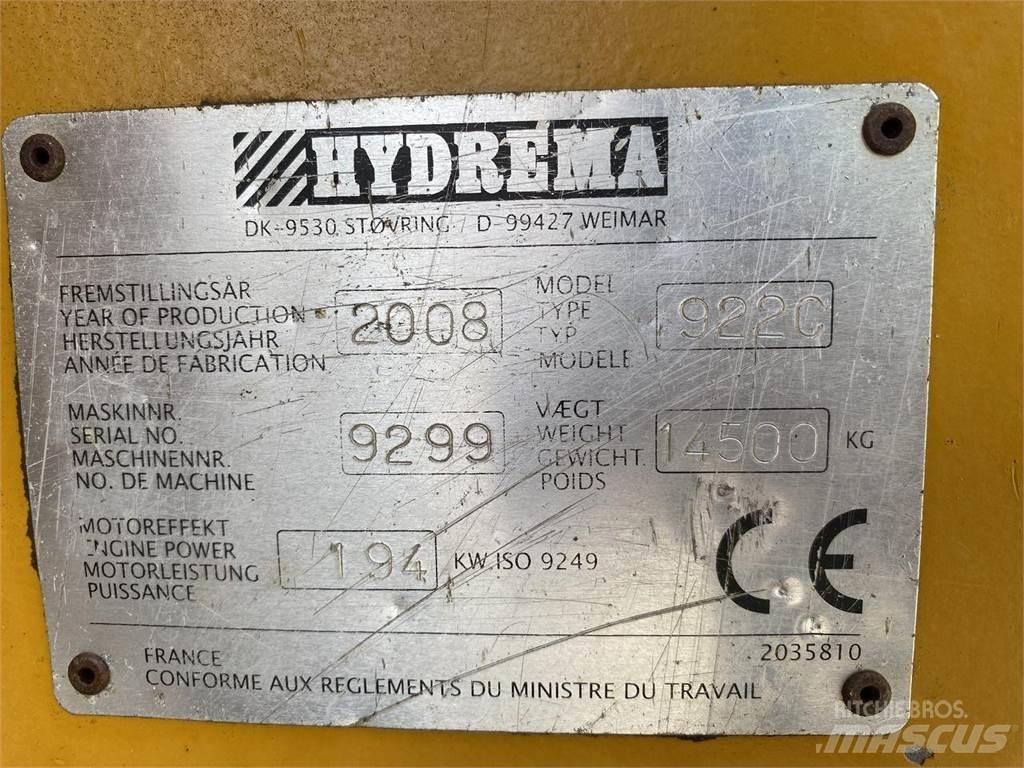 HYDREMA
DK-9530 STØVRING / D-99427 WEIMAR
FREMSTILLINGSÅR
YEAR OF PRODUCTION
HERSTELLUNGSJAHR
ANNÉE DE FABRICATION
2008
MODEL
TYPE
TYP
MODELE
922C
MASKINNR.
SERIAL NO.
MASCHINENNR.
NO. DE MACHINE
9299
VÆGT
WEIGHT
GEWICHT
POIDS
14500 KG
MOTOREFFEKT
ENGINE POWER
MOTORLEISTUNG
PUISSANCE
194 KW ISO 9249
CE
2035810
FRANCE
CONFORME AUX REGLEMENTS DU MINISTRE DU TRAVAIL
RITCHIE BROS.
MASCUS